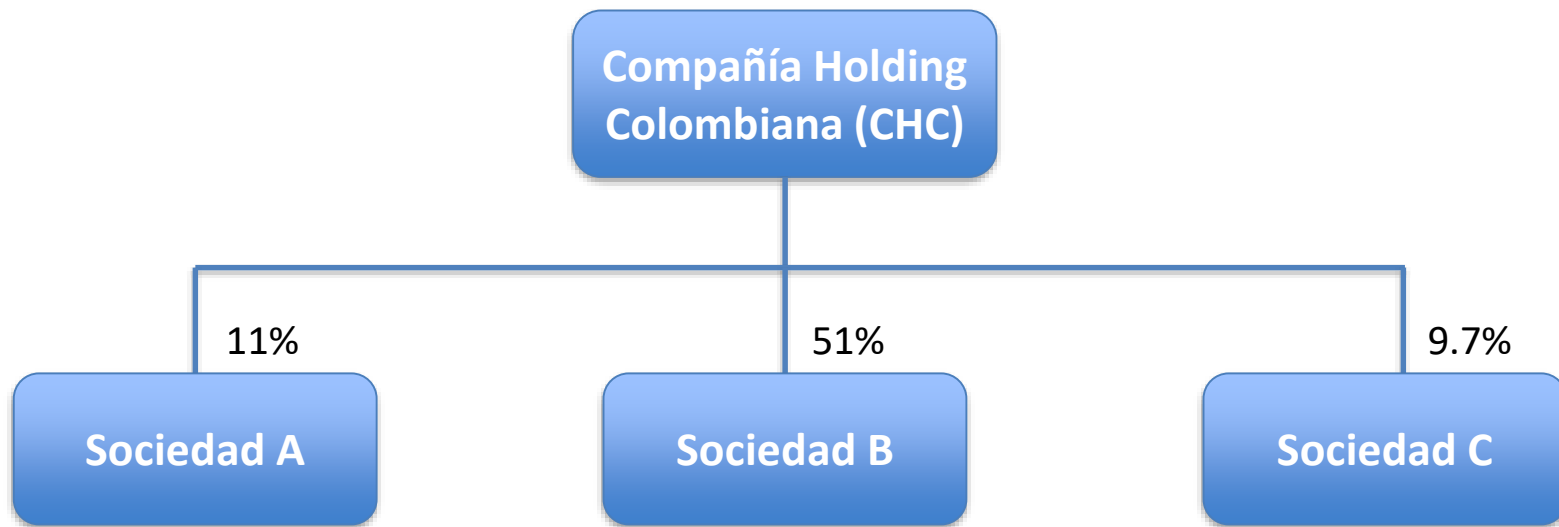 Compañía Holding
Colombiana (CHC)
11%
51%
9.7%
Sociedad A
Sociedad B
Sociedad C